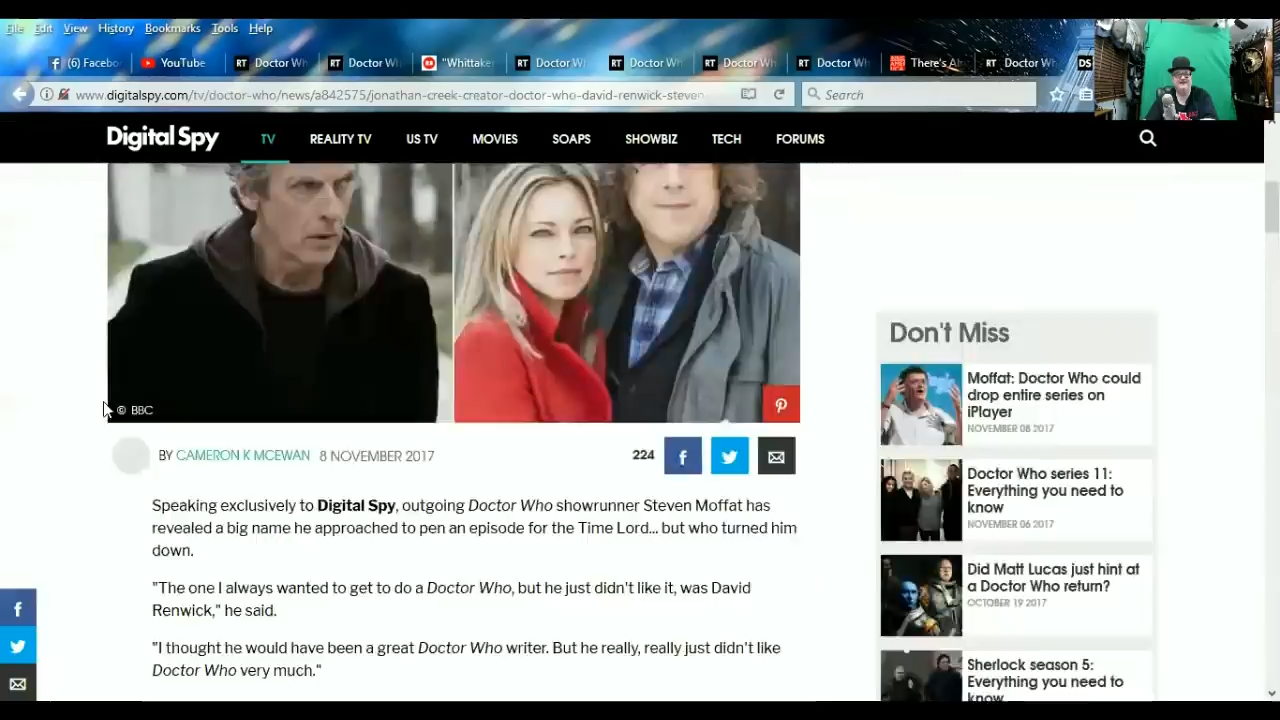 File Edit View History Bookmarks Tools Help
(6) Facebo YouTube RT Doctor Wh RT Doctor Wh "Whittake RT Doctor Wh RT Doctor Wh RT Doctor Wh RT Doctor Wh There's Al RT Doctor Wh DS
www.digitalspy.com/tv/doctor-who/news/a842575/jonathan-creek-creator-doctor-who-david-renwick-steven- Search
Digital Spy TV REALITY TV US TV MOVIES SOAPS SHOWBIZ TECH FORUMS
© BBC
BY CAMERON K MCEWAN 8 NOVEMBER 2017 224
Speaking exclusively to Digital Spy, outgoing Doctor Who showrunner Steven Moffat has
revealed a big name he approached to pen an episode for the Time Lord... but who turned him
down.
"The one I always wanted to get to do a Doctor Who, but he just didn't like it, was David
Renwick," he said.
"I thought he would have been a great Doctor Who writer. But he really, really just didn't like
Doctor Who very much."
Don't Miss
Moffat: Doctor Who could
drop entire series on
iPlayer
NOVEMBER 08 2017
Doctor Who series 11:
Everything you need to
know
NOVEMBER 06 2017
Did Matt Lucas just hint at
a Doctor Who return?
OCTOBER 19 2017
Sherlock season 5:
Everything you need to
know